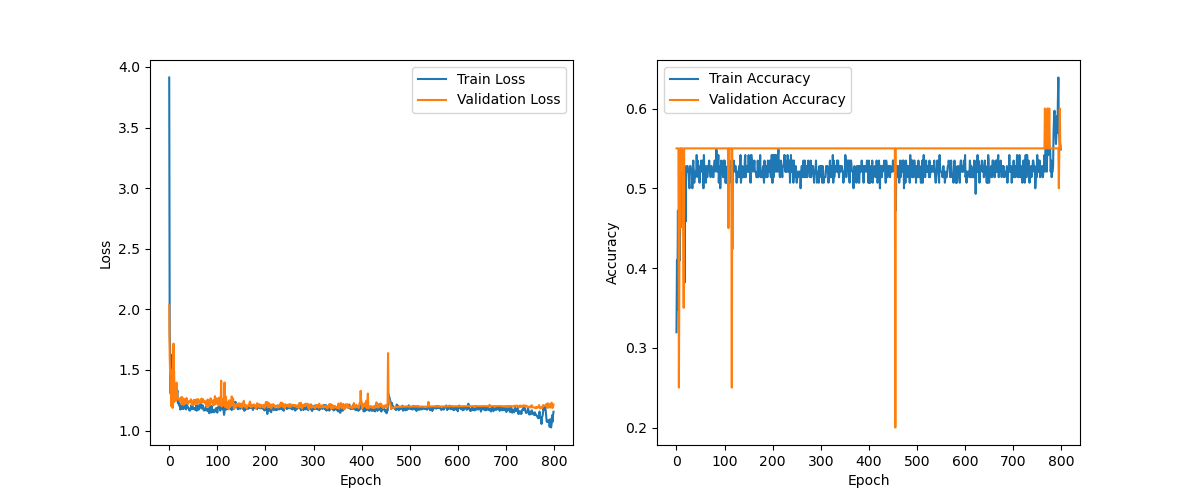 4.0
3.5
3.0
2.5
2.0
1.5
1.0
Loss
0 100 200 300 400 500 600 700 800
Epoch
Train Loss
Validation Loss
0.6
0.5
0.4
0.3
0.2
Accuracy
0 100 200 300 400 500 600 700 800
Epoch
Train Accuracy
Validation Accuracy